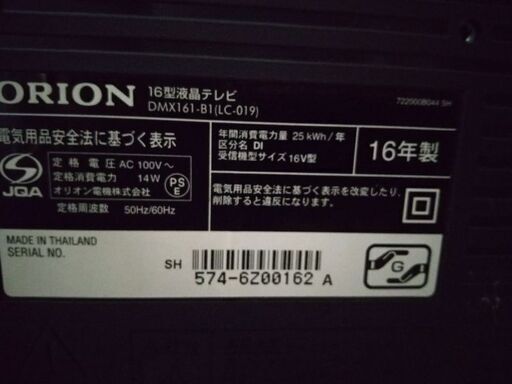 ORION
16型液晶テレビ
DMX161-B1(LC-019)
722000B044 SH
電気用品安全法に基づく表示
JQA
定格電圧 AC 100V～
定格消費電力 14W
オリオン電機株式会社
定格周波数 50Hz/60Hz
PS
E
年間消費電力量 25 kWh/年
区分名 DI
受信機型サイズ 16V型
16年製
電気用品安全法に基づく表示を改変したり、
削除すると違反になります。
MADE IN THAILAND
SERIAL NO.
SH
574-6Z00162 A
G